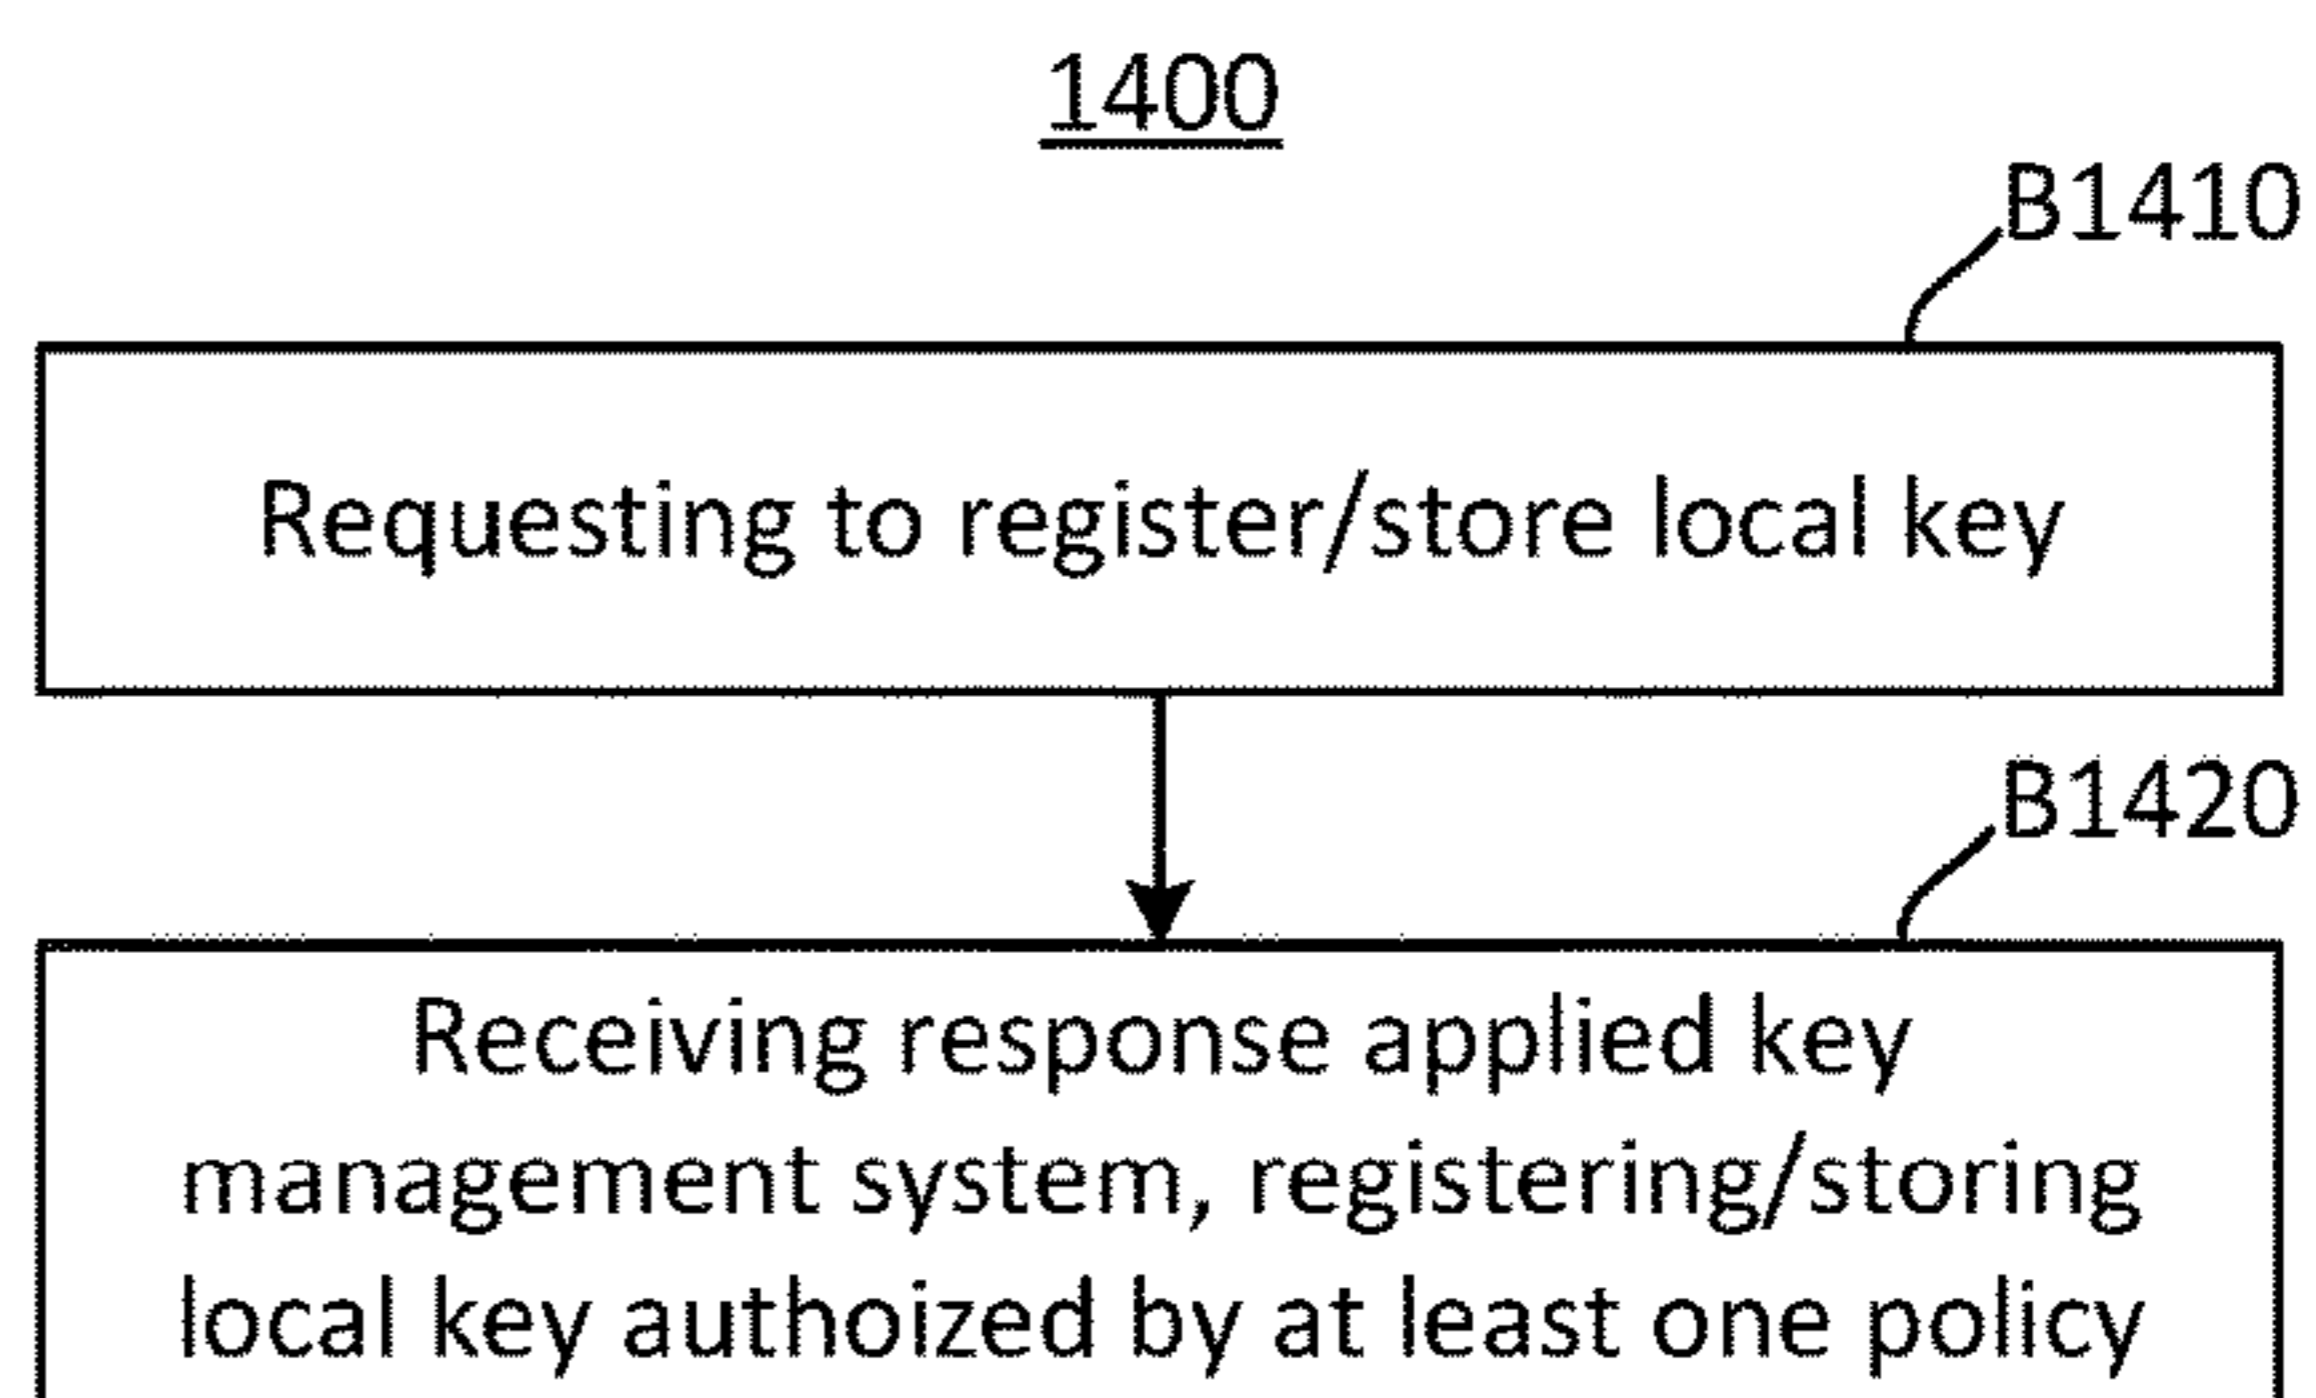 1400
B1410
Requesting to register/store local key
B1420
Receiving response applied key
management system, registering/storing
local key authoized by at least one policy